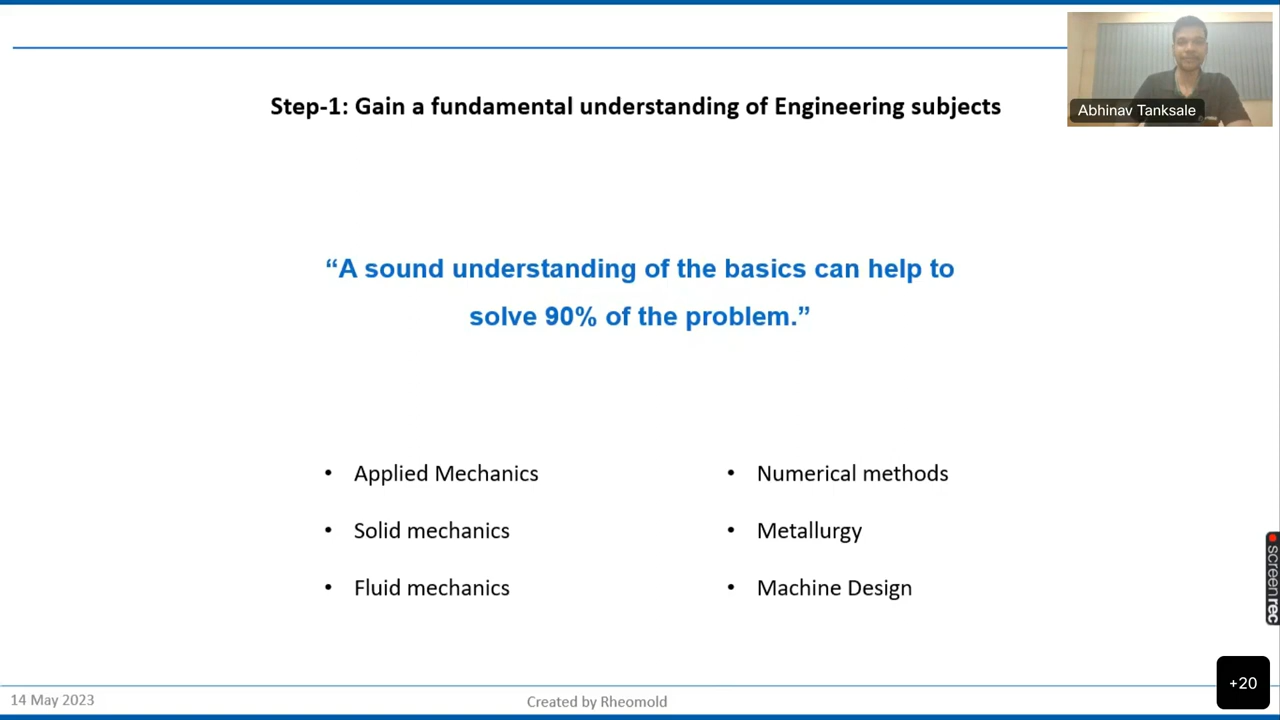 Step-1: Gain a fundamental understanding of Engineering subjects
Abhinav Tanksale
“A sound understanding of the basics can help to
solve 90% of the problem.”
• Applied Mechanics
• Solid mechanics
• Fluid mechanics
• Numerical methods
• Metallurgy
• Machine Design
screenrec
+20
14 May 2023
Created by Rheomold